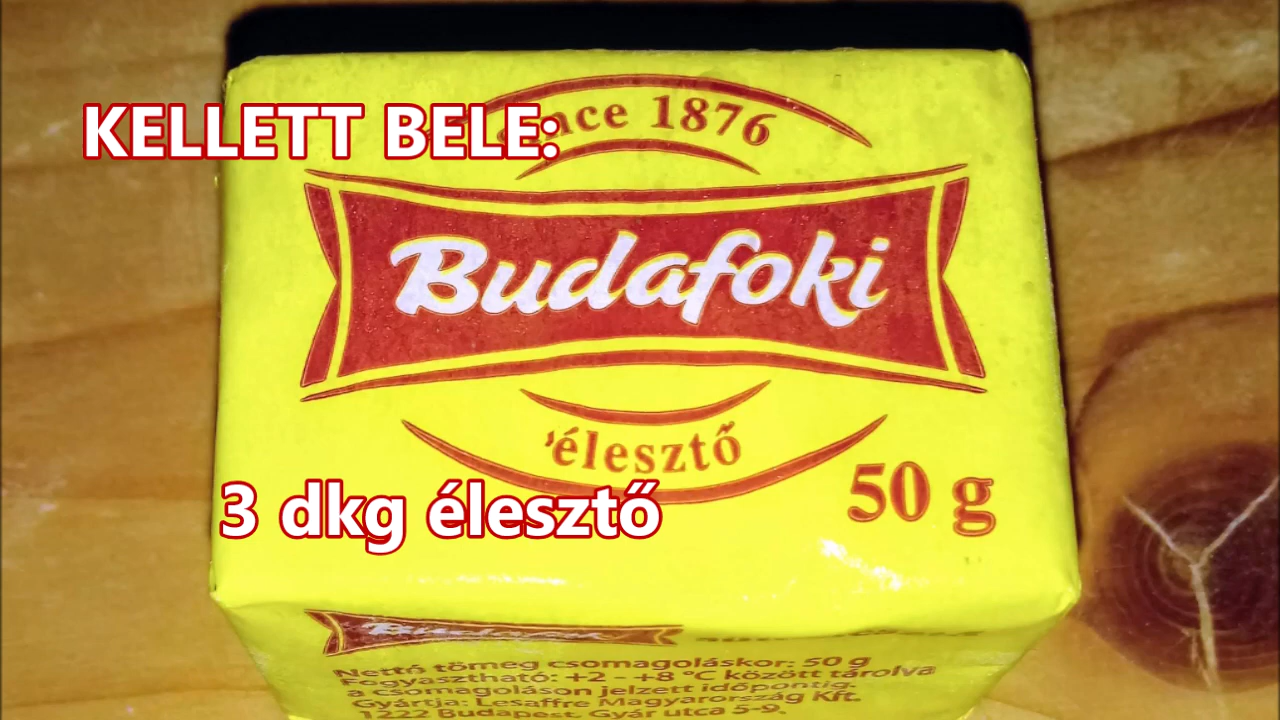 KELLETT BELE:
since 1876
Budafoki
élesztő
50 g
3 dkg élesztő
Budafoki
Nettó tömeg csomagoláskor: 50 g
Fogyasztható: +2 - +8 °C között tárolva
a csomagoláson jelzett időpontig.
Gyártja: Lesaffre Magyarország Kft.
1222 Budapest, Gyár utca 5-9.